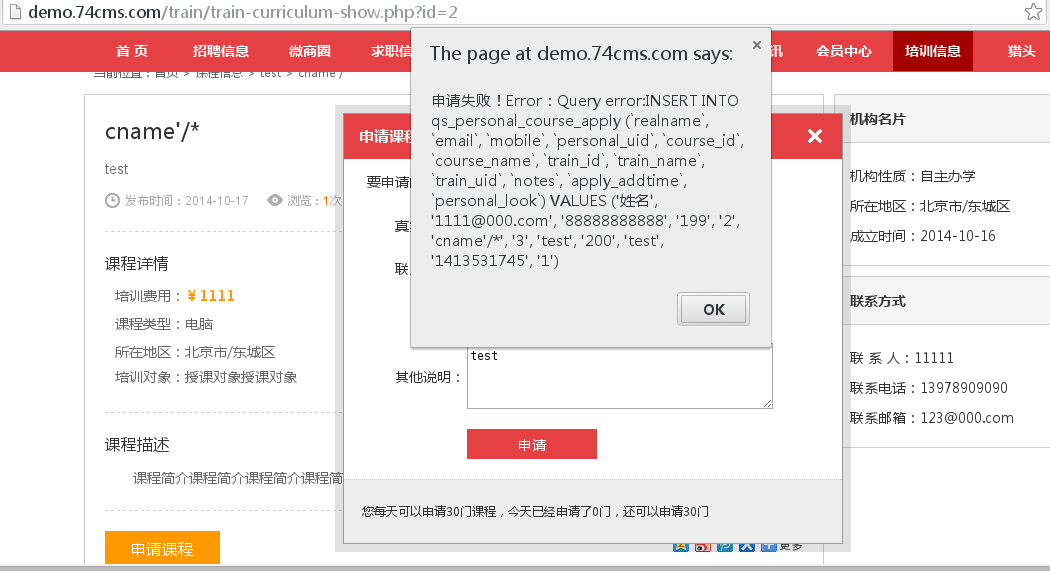 demo.74cms.com/train/train-curriculum-show.php?id=2
首 页 招聘信息 微商圈 求职信 讯 会员中心 培训信息 猎头
当前位置：首页 > 课程信息 > test > cname'/
The page at demo.74cms.com says:
×
申请失败！Error：Query error:INSERT INTO
qs_personal_course_apply (`realname`,
`email`, `mobile`, `personal_uid`, `course_id`,
`course_name`, `train_id`, `train_name`,
`train_uid`, `notes`, `apply_addtime`,
`personal_look`) VALUES ('姓名',
'1111@000.com', '88888888888', '199', '2',
'cname'/*', '3', 'test', '200', 'test',
'1413531745', '1')
OK
cname'/*
test
发布时间：2014-10-17 浏览：1次
课程详情
培训费用：￥1111
课程类型：电脑
所在地区：北京市/东城区
培训对象：授课对象授课对象
课程描述
课程简介课程简介课程简介课程简
申请课程
申请课程
要申请
真
联
其他说明：
test
申请
您每天可以申请30门课程，今天已经申请了0门，还可以申请30门
更多
机构名片
机构性质：自主办学
所在地区：北京市/东城区
成立时间：2014-10-16
联系方式
联 系 人：11111
联系电话：13978909090
联系邮箱：123@000.com